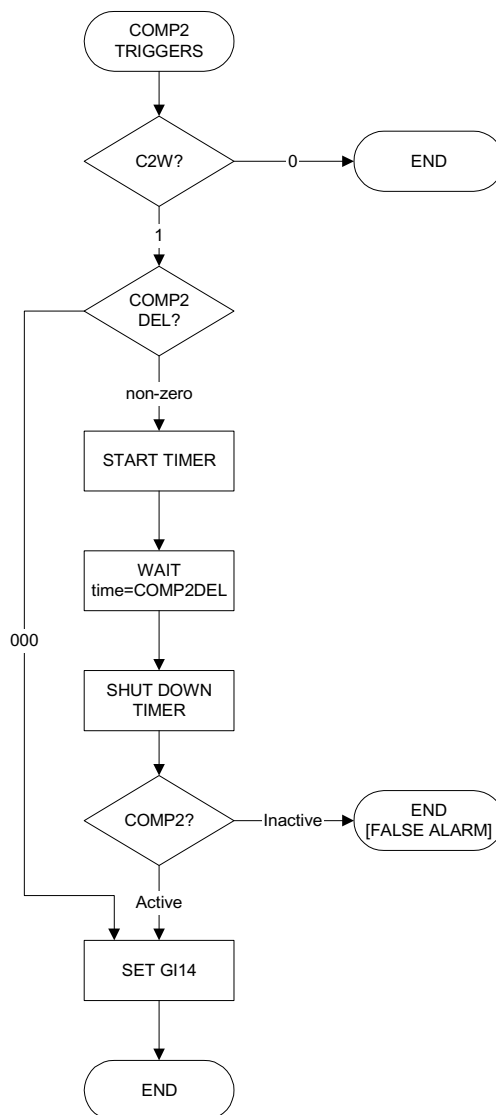 COMP2
TRIGGERS
C2W?
0
END
1
COMP2
DEL?
non-zero
START TIMER
WAIT
time=COMP2DEL
000
SHUT DOWN
TIMER
COMP2?
Inactive
END
[FALSE ALARM]
Active
SET GI14
END